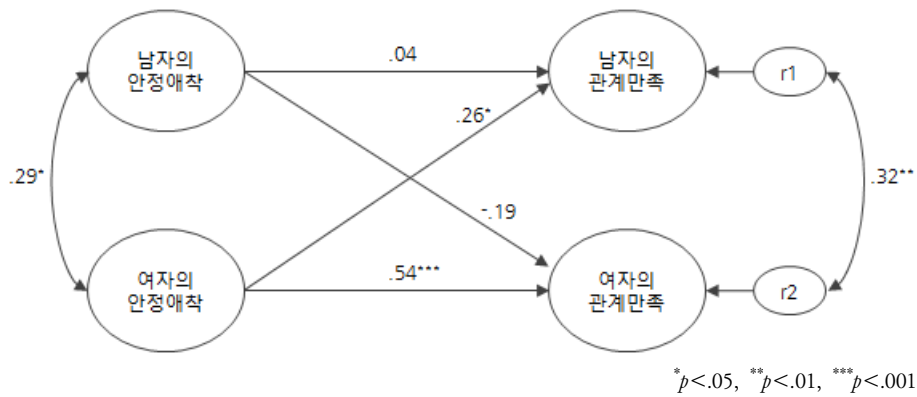 남자의
안정애착
.04
남자의
관계만족
r1
.26*
.29*
.32**
-.19
여자의
안정애착
.54***
여자의
관계만족
r2
*p<.05, **p<.01, ***p<.001